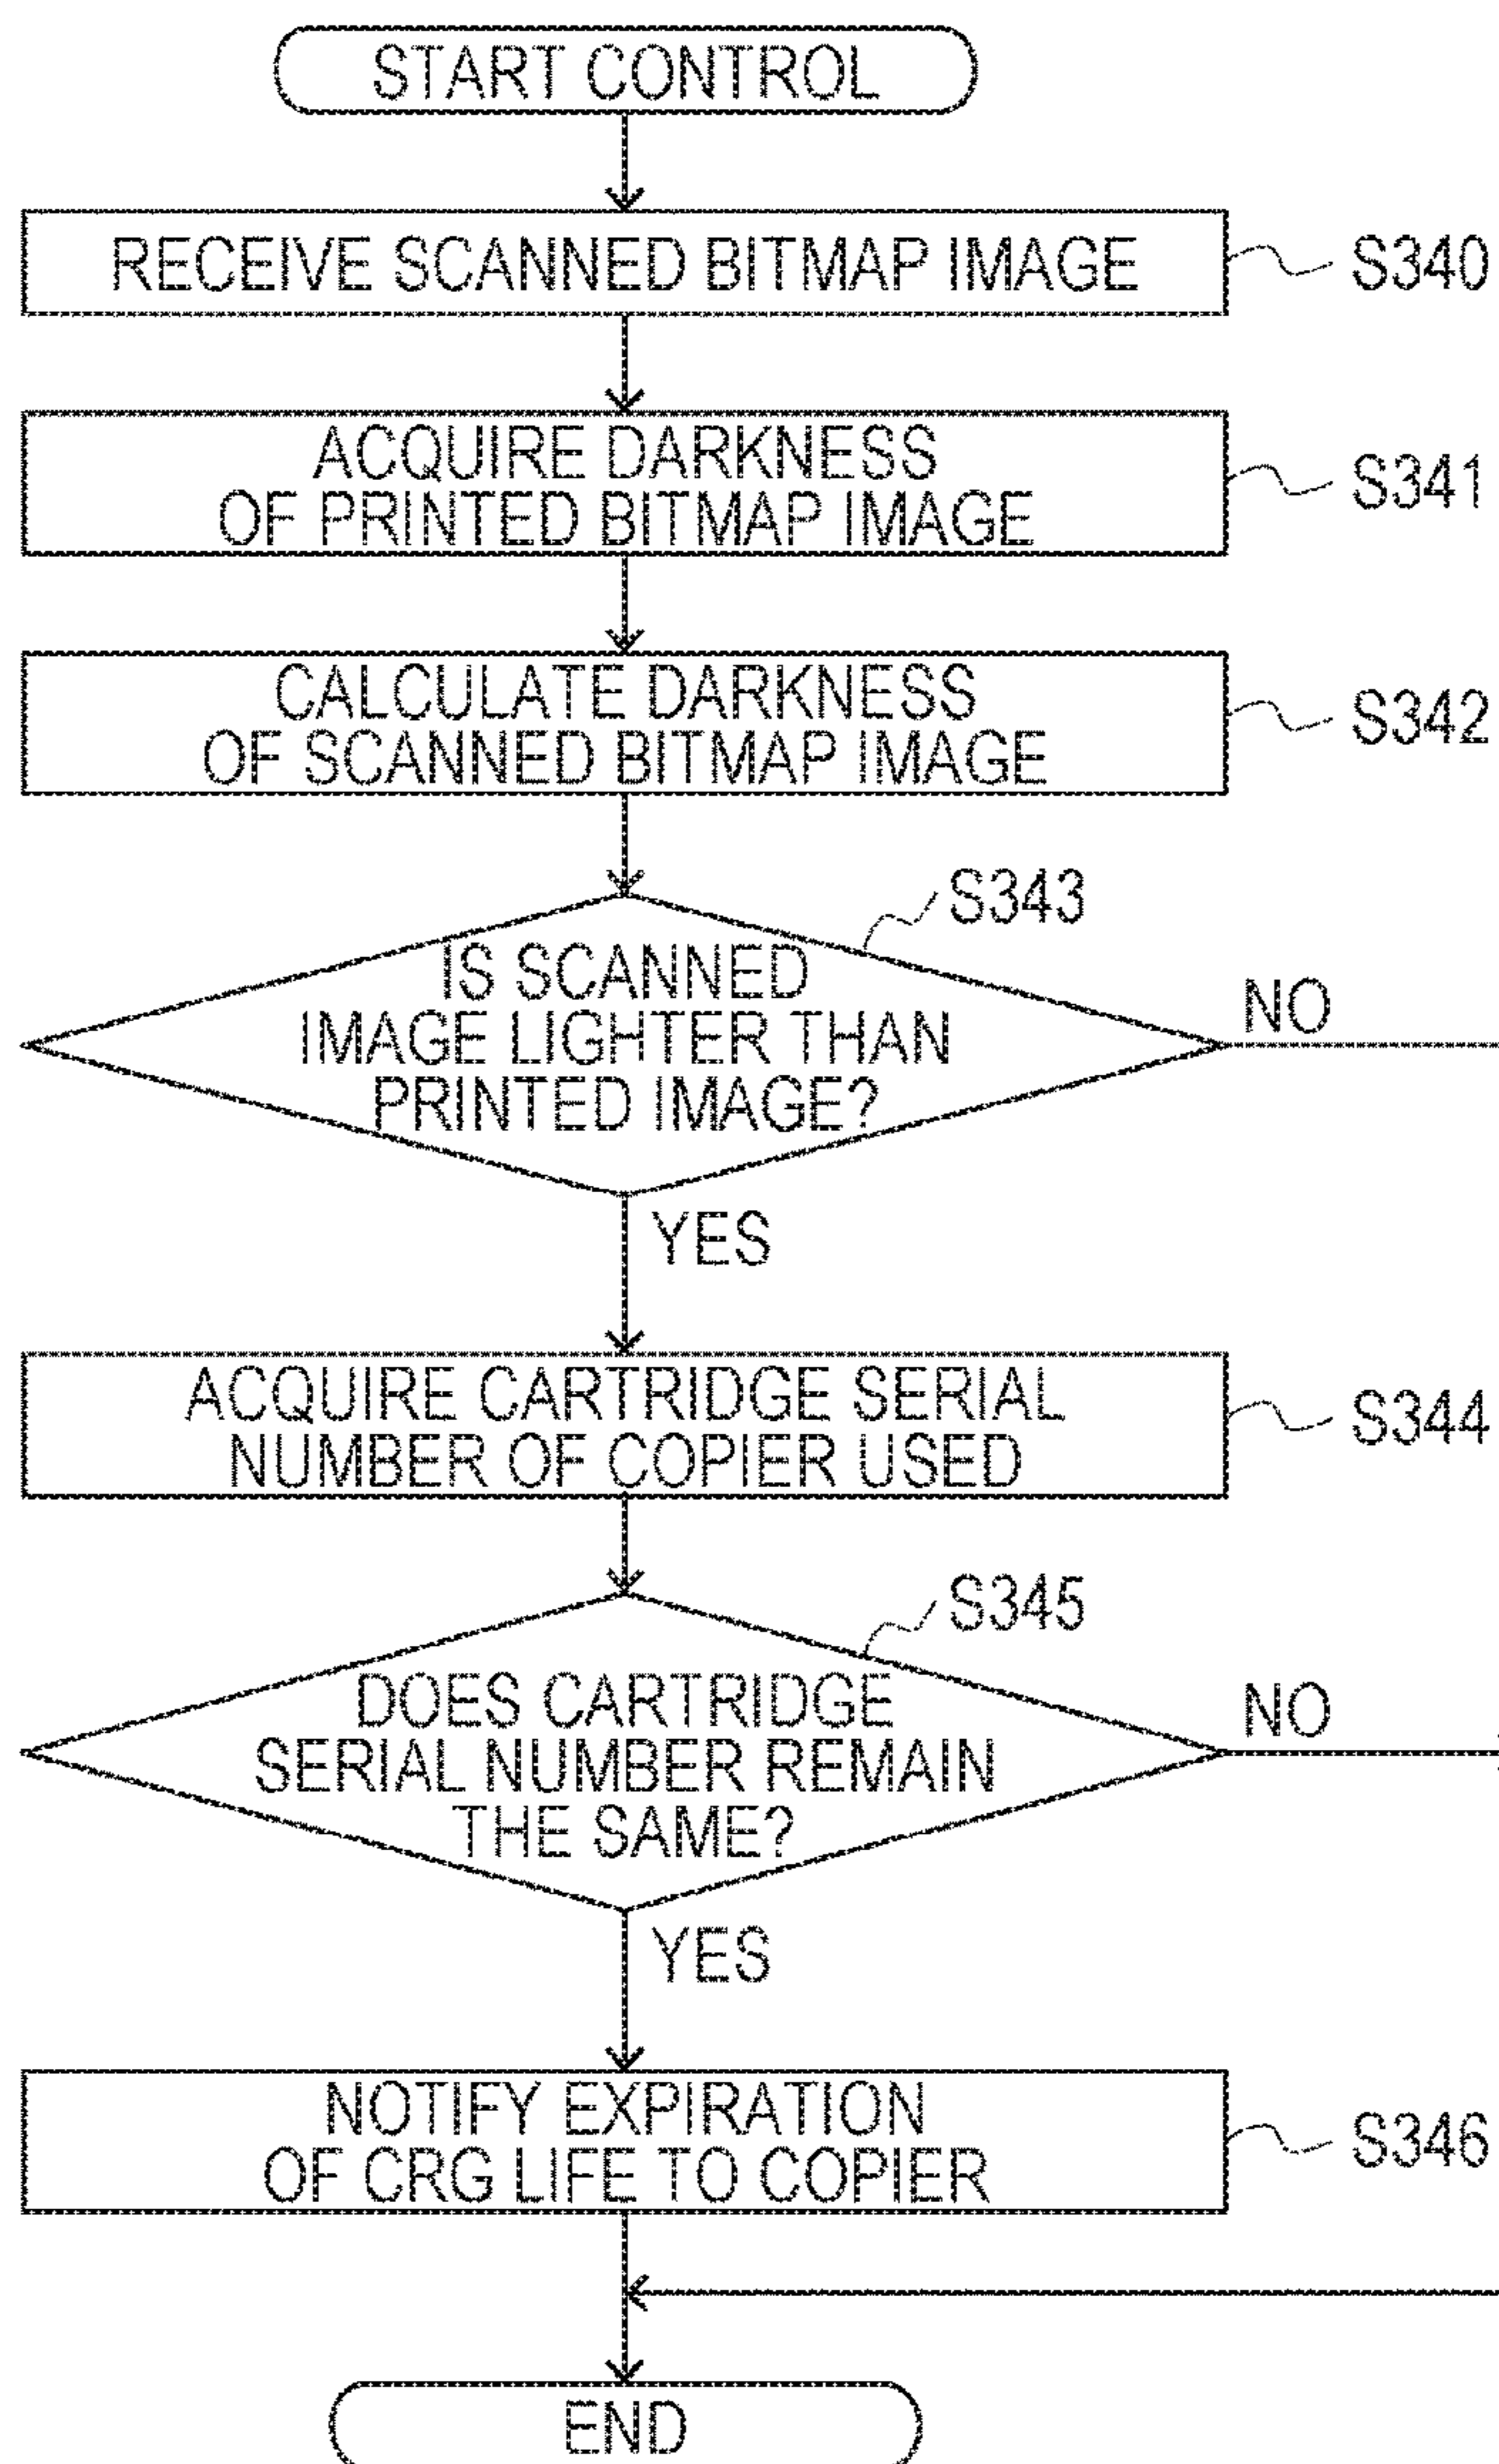 START CONTROL
RECEIVE SCANNED BITMAP IMAGE
S340
ACQUIRE DARKNESS
OF PRINTED BITMAP IMAGE
S341
CALCULATE DARKNESS
OF SCANNED BITMAP IMAGE
S342
S343
IS SCANNED
IMAGE LIGHTER THAN
PRINTED IMAGE?
NO
YES
ACQUIRE CARTRIDGE SERIAL
NUMBER OF COPIER USED
S344
S345
DOES CARTRIDGE
SERIAL NUMBER REMAIN
THE SAME?
NO
YES
NOTIFY EXPIRATION
OF CRG LIFE TO COPIER
S346
END